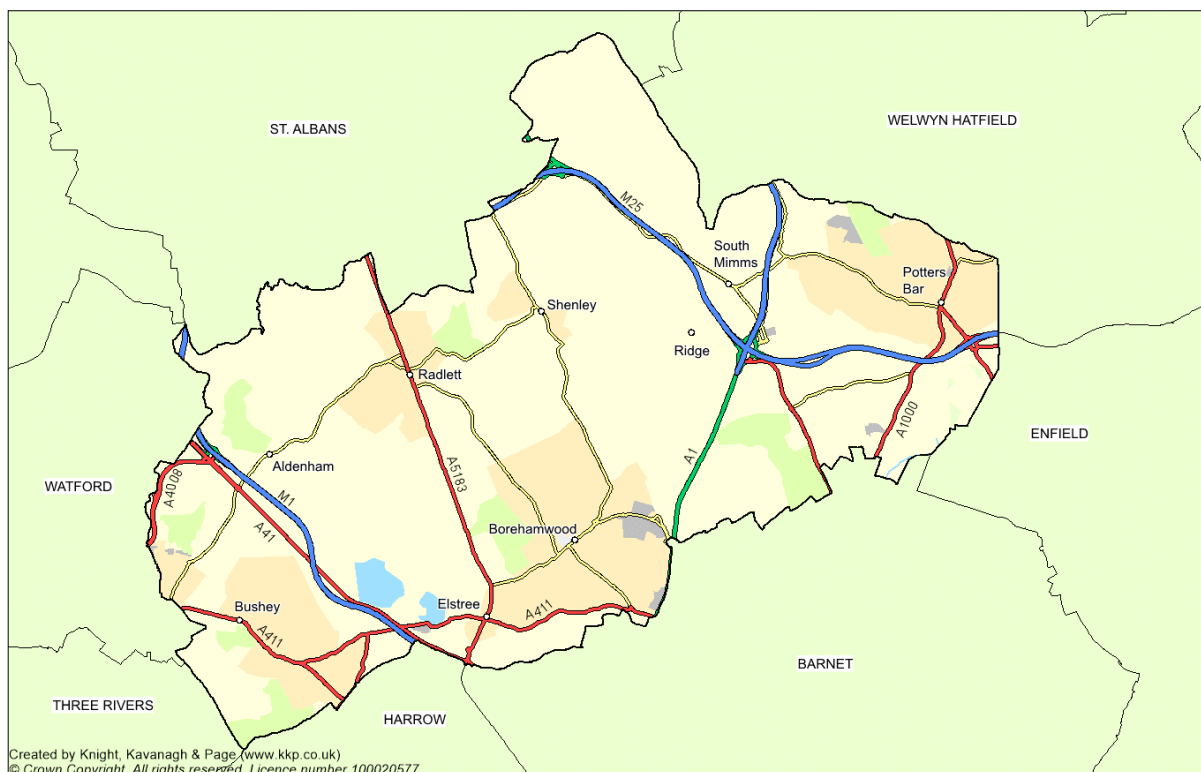 ST. ALBANS
WELWYN HATFIELD
M25
South
Mimms
Potters
Bar
Shenley
Ridge
Radlett
A1000
ENFIELD
A1
A5183
Aldenham
WATFORD
A4008
M1
A41
Borehamwood
Bushey
A411
Elstree
A411
BARNET
THREE RIVERS
HARROW
Created by Knight, Kavanagh & Page (www.kkp.co.uk)
© Crown Copyright. All rights reserved. Licence number 100020577